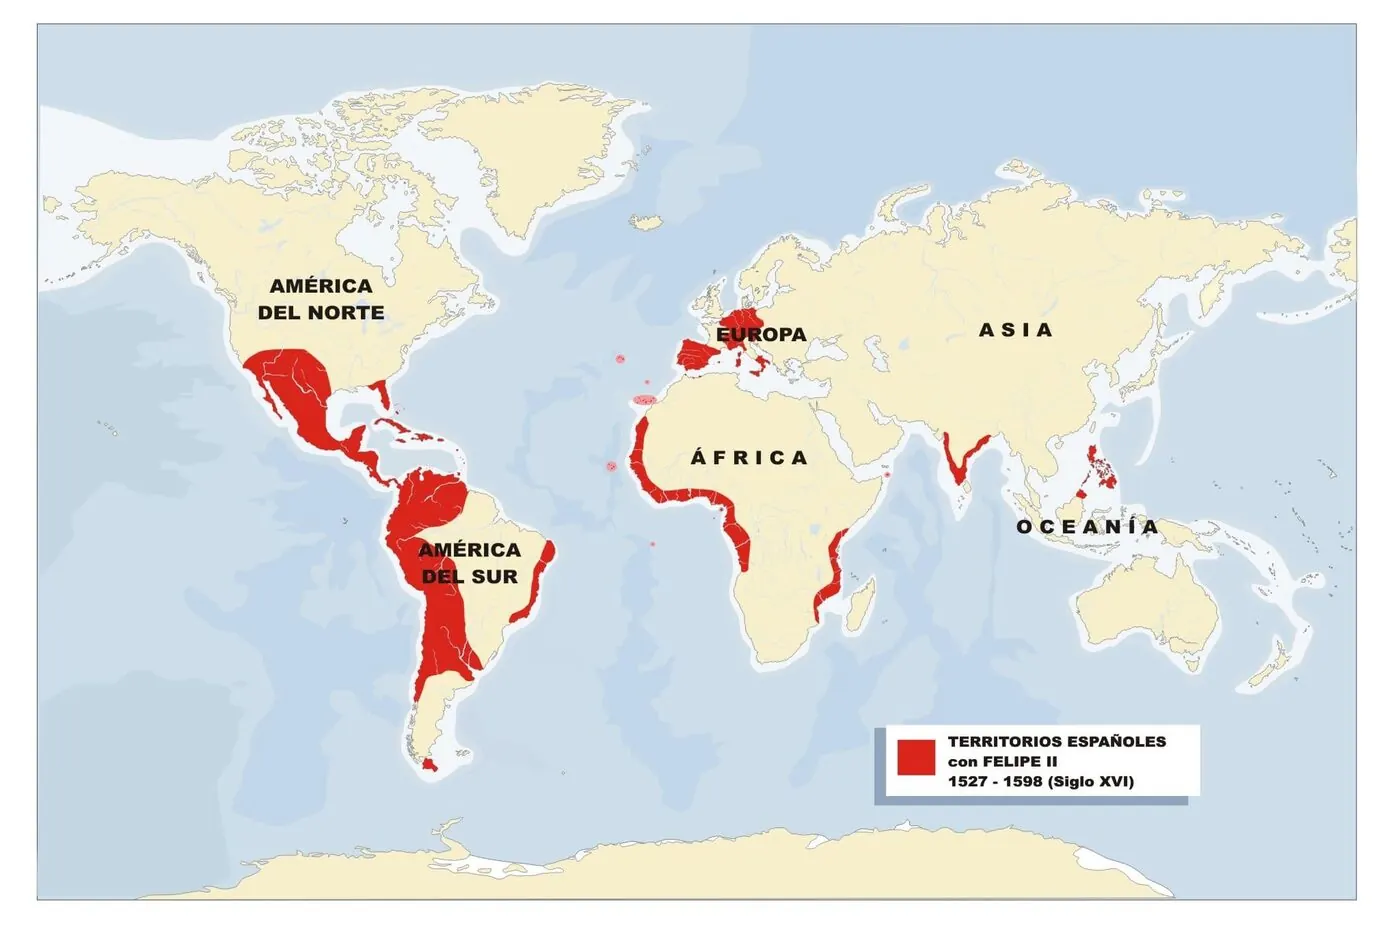 AMÉRICA
DEL NORTE
EUROPA
ASIA
ÁFRICA
OCEANÍA
AMÉRICA
DEL SUR
TERRITORIOS ESPAÑOLES
con FELIPE II
1527 - 1598 (Siglo XVI)